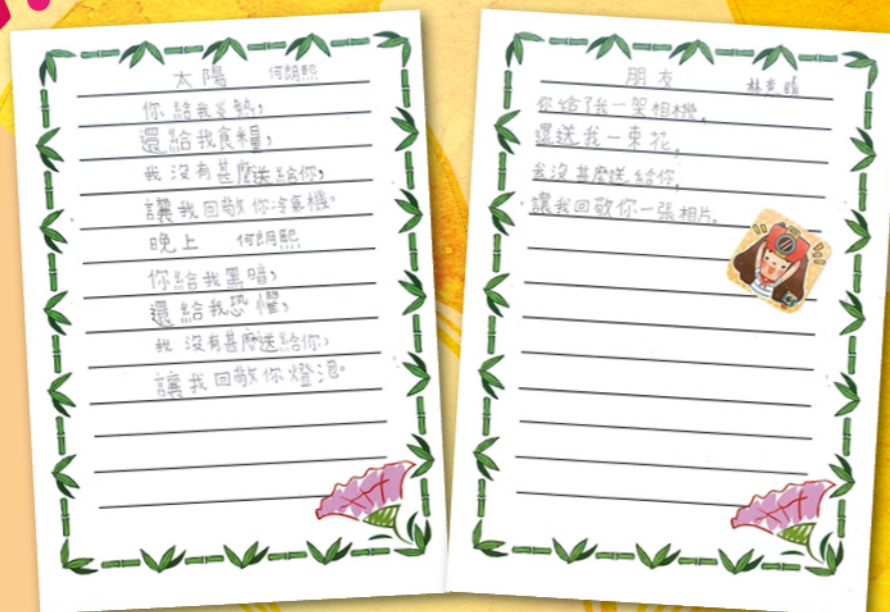 太陽 何朗熙
你給我炎熱，
還給我食糧，
我沒有甚麼送給你，
讓我回敬你冷氣機。
晚上 何朗熙
你給我黑暗，
還給我恐懼，
我沒有甚麼送給你，
讓我回敬你燈泡。
朋友 林晴
你給了我一架相機，
還送我一束花，
我沒甚麼送給你，
讓我回敬你一張相片。